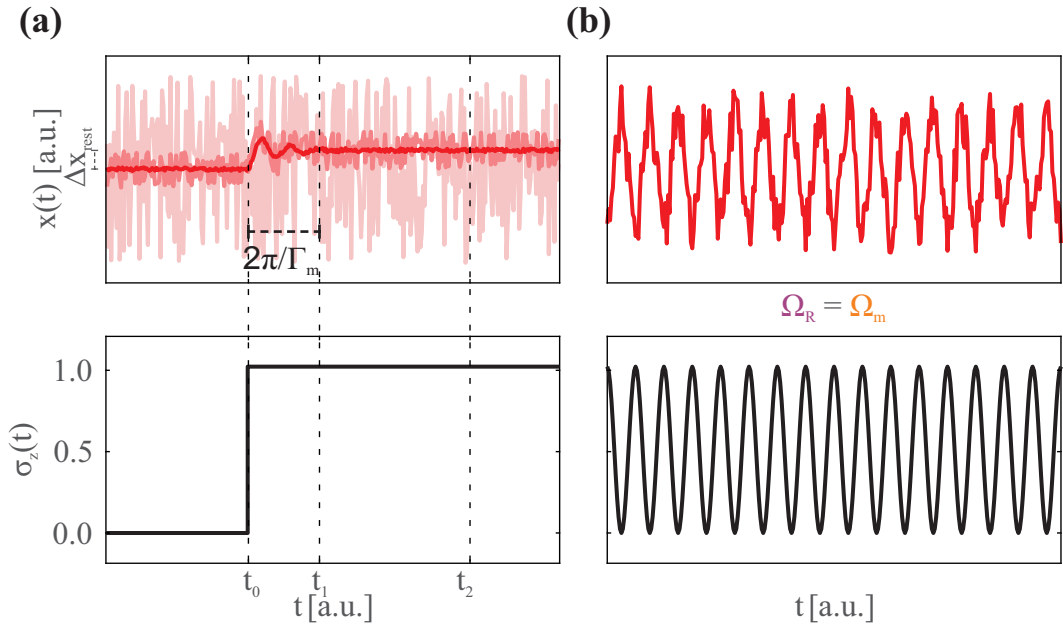 (a)
(b)
x(t) [a.u.]
Δx_rest
2π/Γ_m
Ω_R = Ω_m
σ_z(t)
1.0
0.5
0.0
t_0
t_1
t_2
t [a.u.]
t [a.u.]